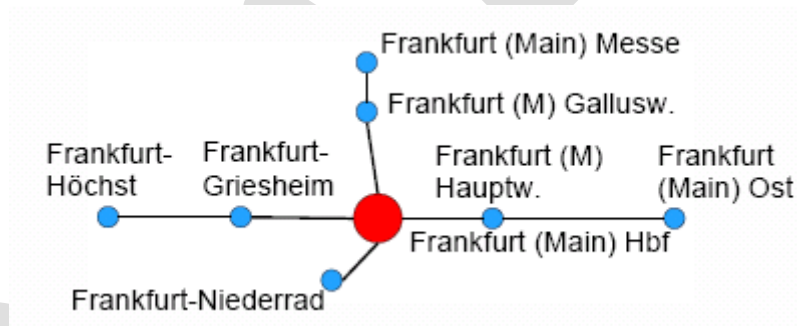 Frankfurt (Main) Messe
Frankfurt (M) Gallusw.
Frankfurt-
Höchst
Frankfurt-
Griesheim
Frankfurt (M)
Hauptw.
Frankfurt
(Main) Ost
Frankfurt (Main) Hbf
Frankfurt-Niederrad